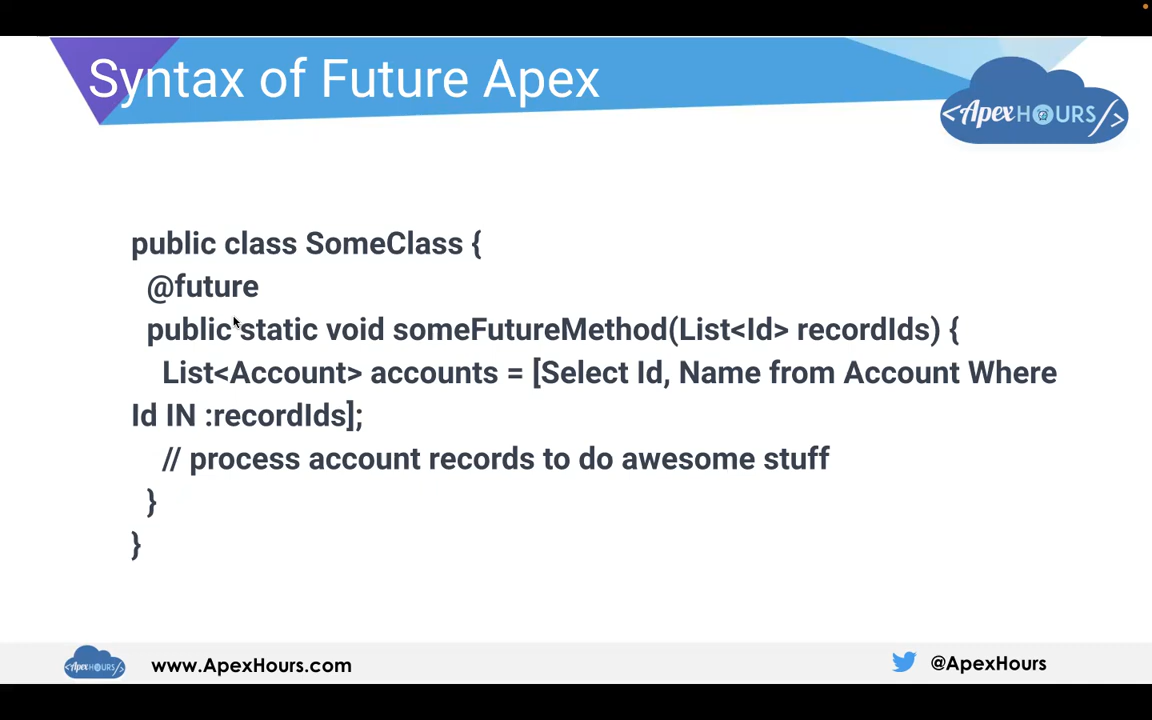 Syntax of Future Apex
<ApexHOURS/>
public class SomeClass {
@future
public static void someFutureMethod(List<Id> recordIds) {
List<Account> accounts = [Select Id, Name from Account Where
Id IN :recordIds];
// process account records to do awesome stuff
}
}
<ApexHOURS/>
www.ApexHours.com
@ApexHours